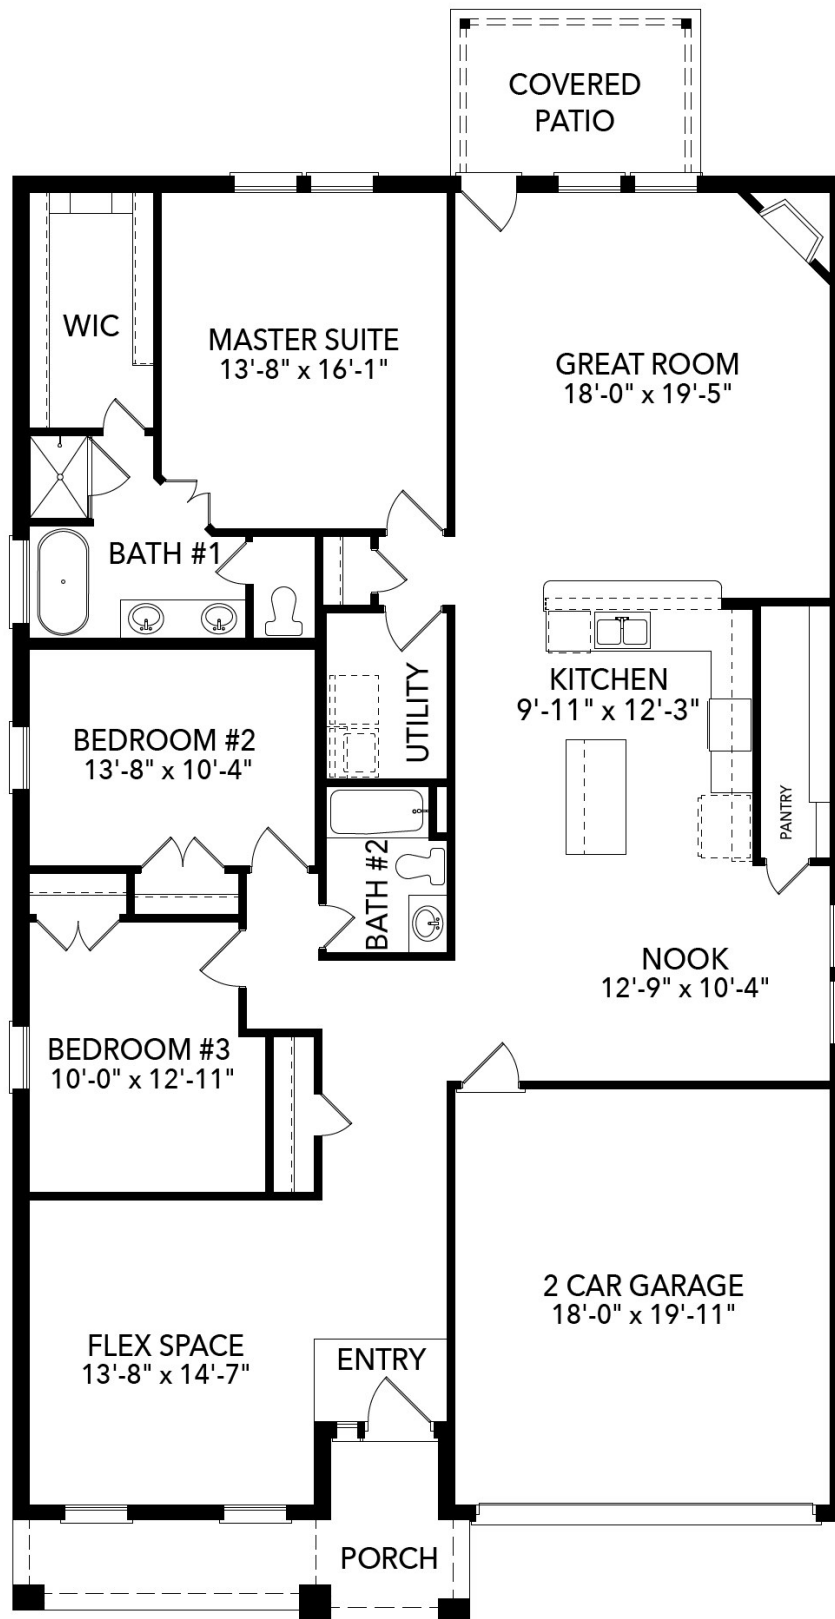 COVERED
PATIO
WIC
MASTER SUITE
13'-8" x 16'-1"
GREAT ROOM
18'-0" x 19'-5"
BATH #1
UTILITY
KITCHEN
9'-11" x 12'-3"
BEDROOM #2
13'-8" x 10'-4"
PANTRY
BATH #2
NOOK
12'-9" x 10'-4"
BEDROOM #3
10'-0" x 12'-11"
2 CAR GARAGE
18'-0" x 19'-11"
FLEX SPACE
13'-8" x 14'-7"
ENTRY
PORCH